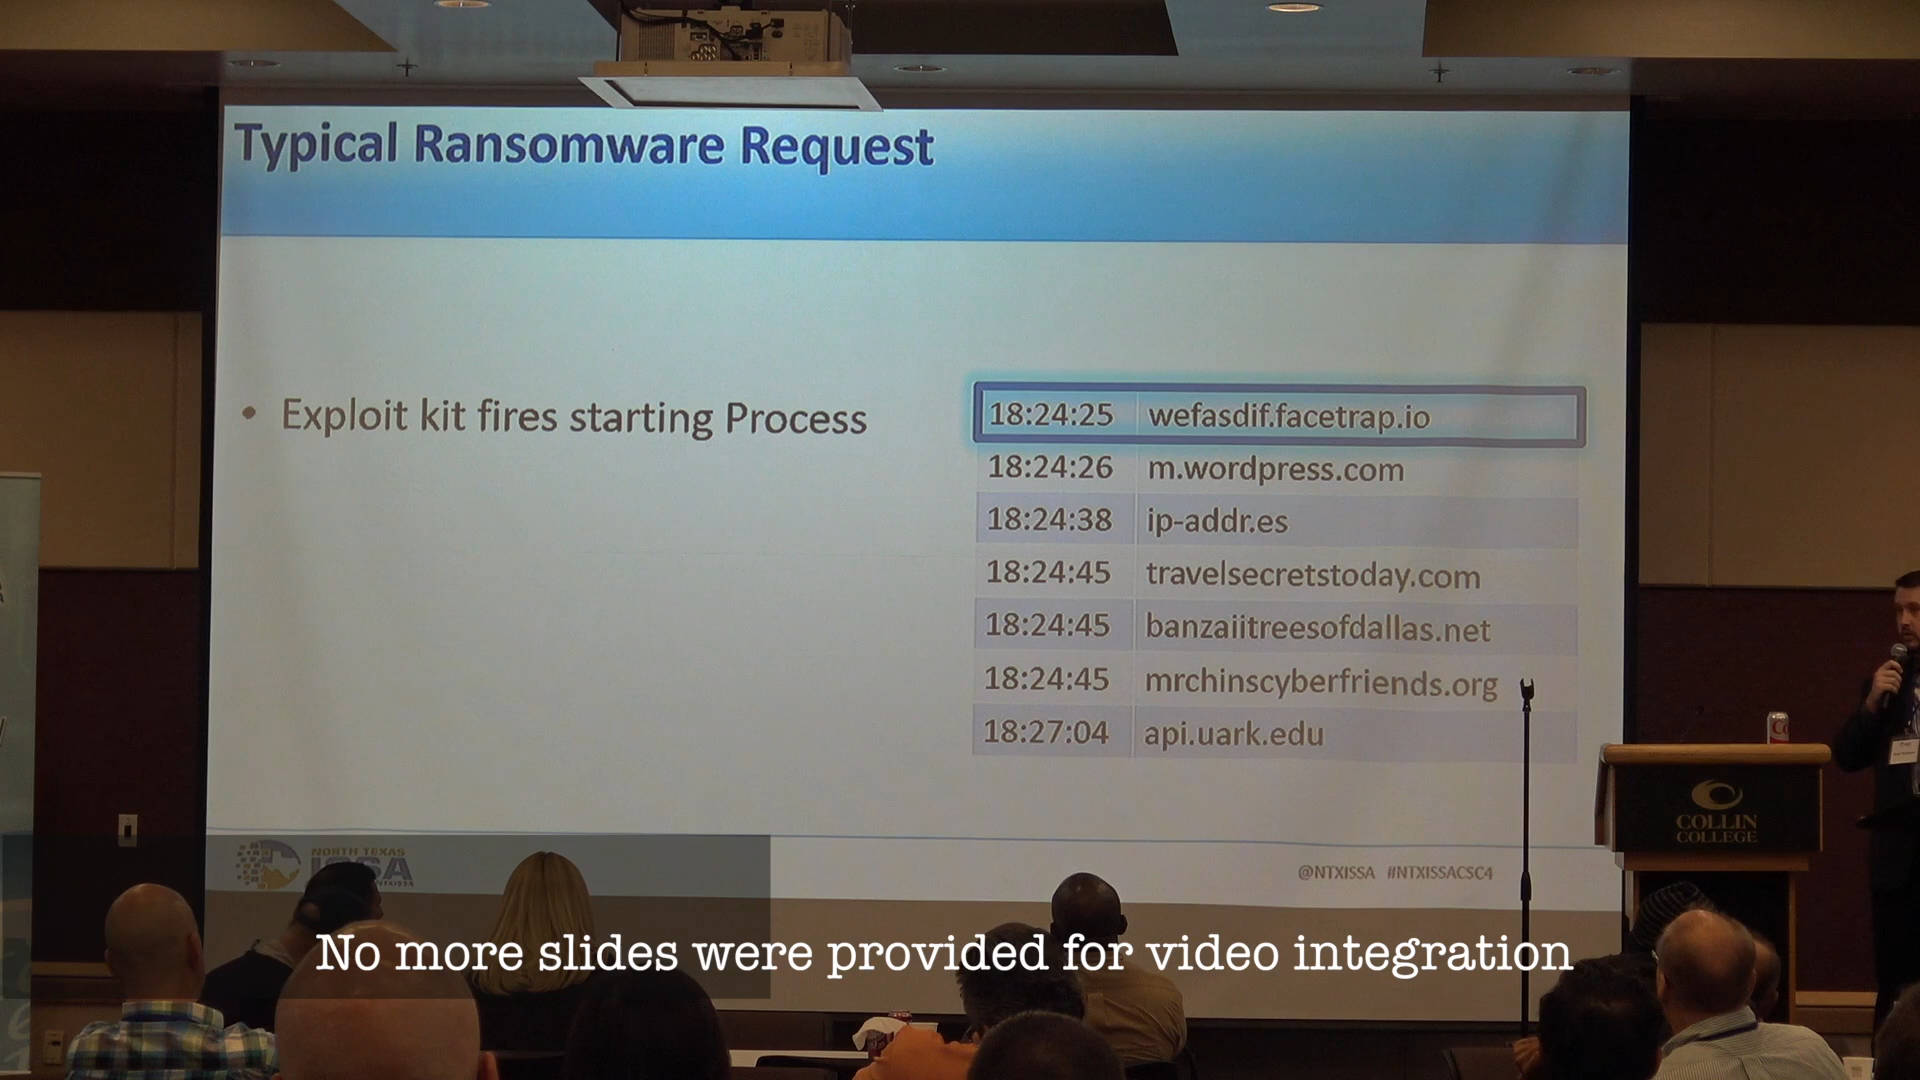 Typical Ransomware Request
• Exploit kit fires starting Process
18:24:25 wefasdif.facetrap.io
18:24:26 m.wordpress.com
18:24:38 ip-addr.es
18:24:45 travelsecretstoday.com
18:24:45 banzaiitreesofdallas.net
18:24:45 mrchinscyberfriends.org
18:27:04 api.uark.edu
COLLIN
COLLEGE
NORTH TEXAS
ISSA
@NTXISSA #NTXISSACSC4
No more slides were provided for video integration